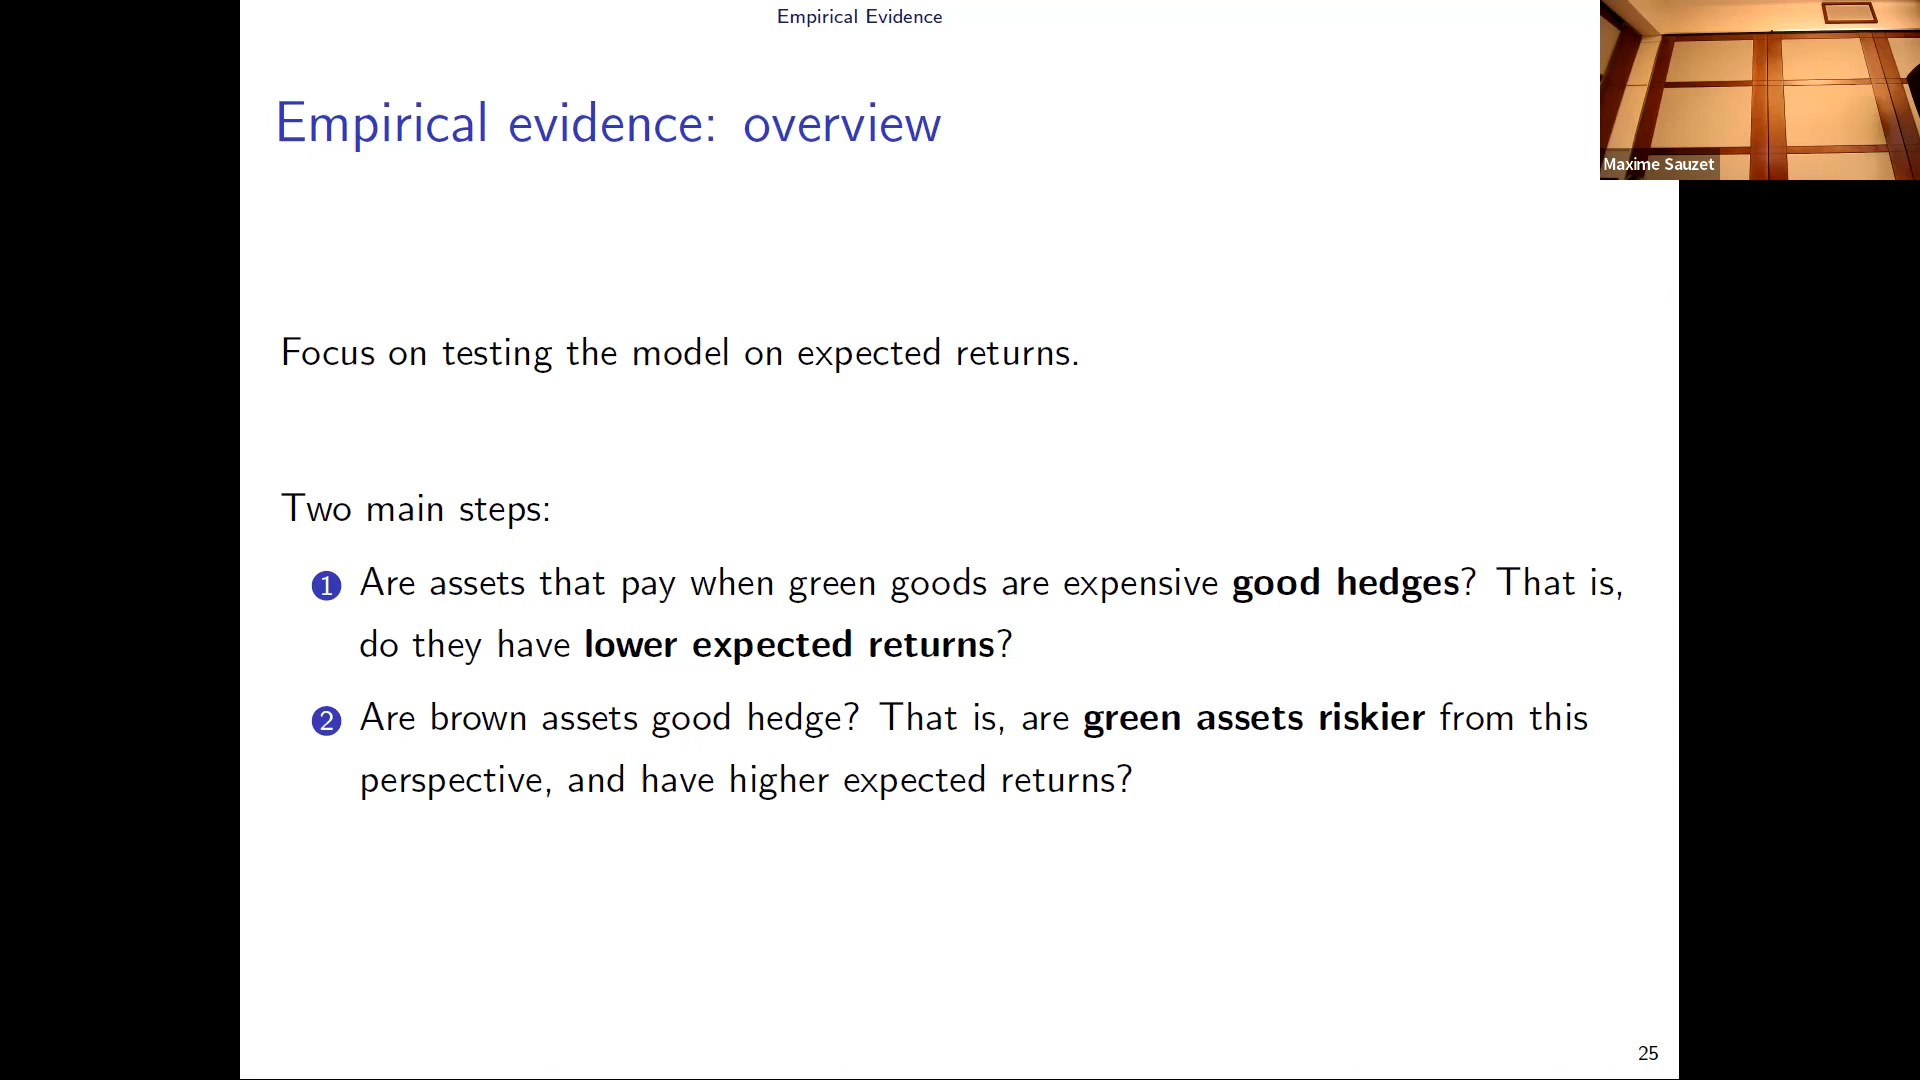 Empirical Evidence
Empirical evidence: overview
Maxime Sauzet
Focus on testing the model on expected returns.
Two main steps:
1 Are assets that pay when green goods are expensive good hedges? That is,
do they have lower expected returns?
2 Are brown assets good hedge? That is, are green assets riskier from this
perspective, and have higher expected returns?
25